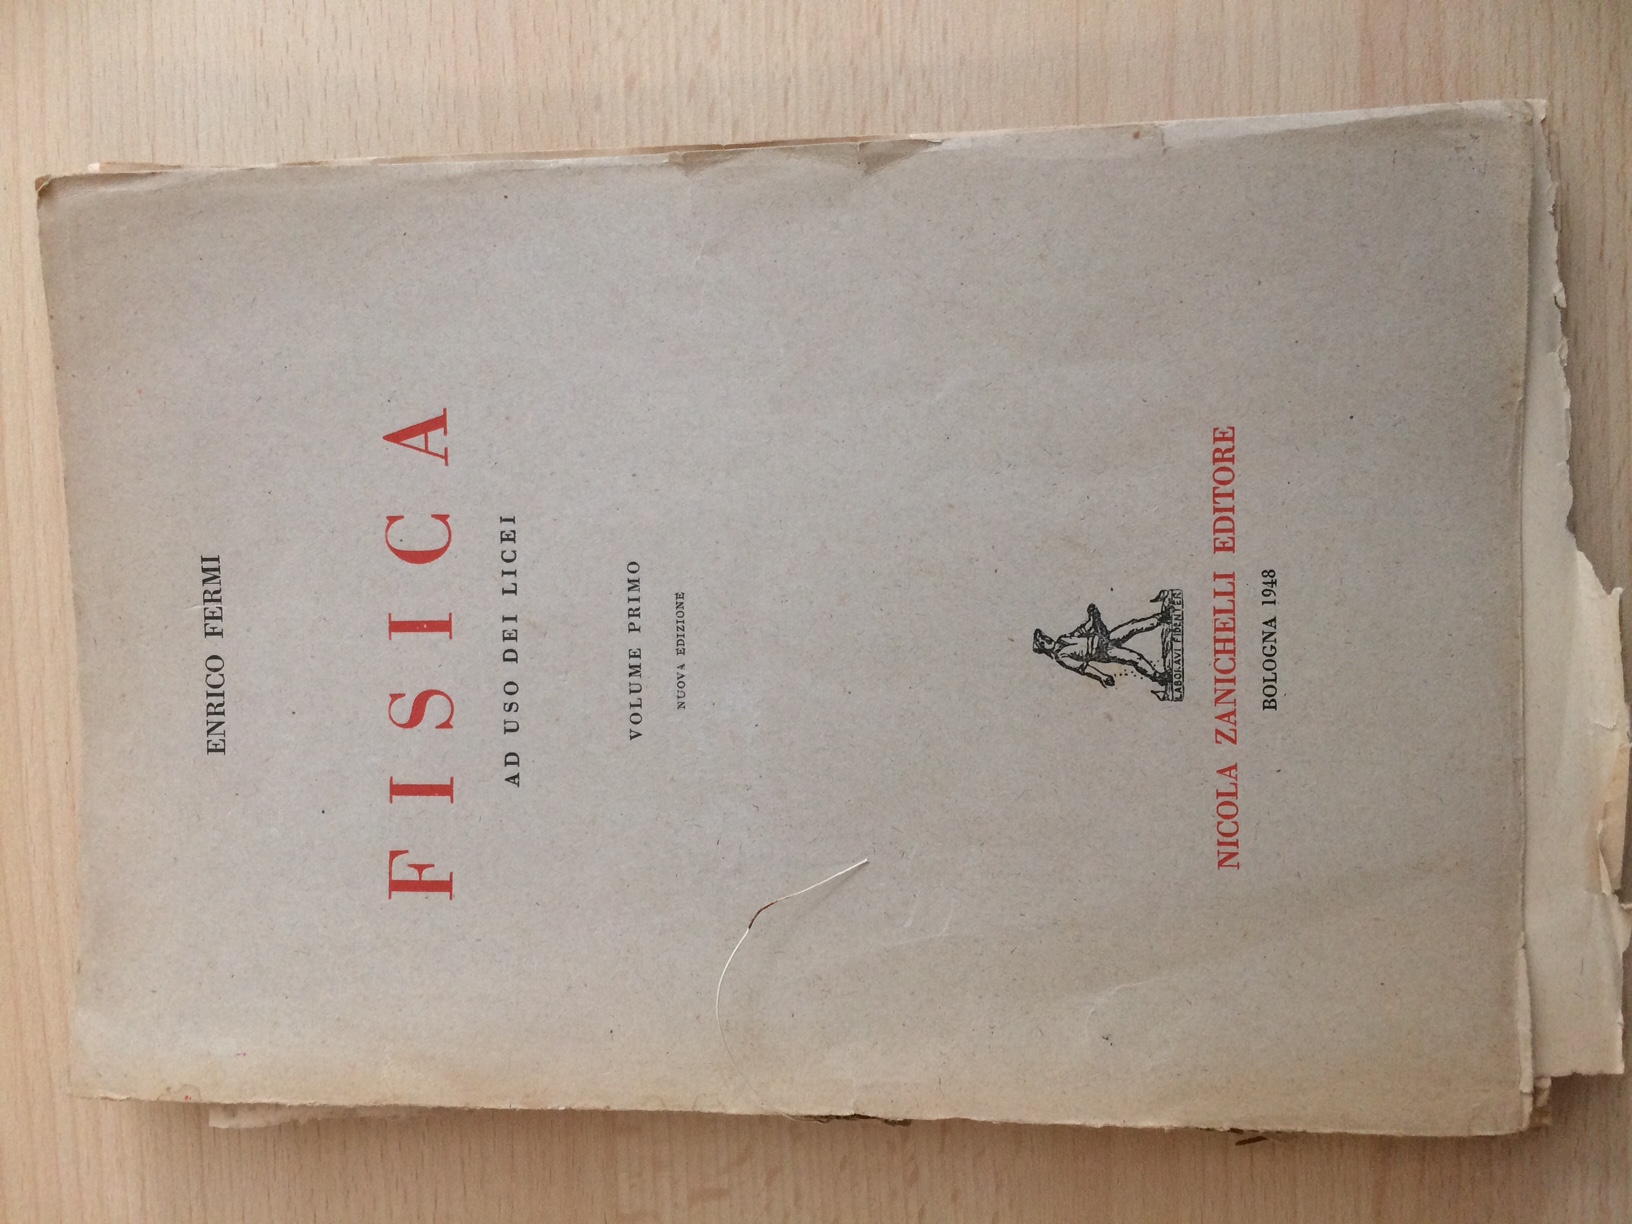 ENRICO FERMI
FISICA
AD USO DEI LICEI
VOLUME PRIMO
NUOVA EDIZIONE
LABORAVI FIDENTER
NICOLA ZANICHELLI EDITORE
BOLOGNA 1948